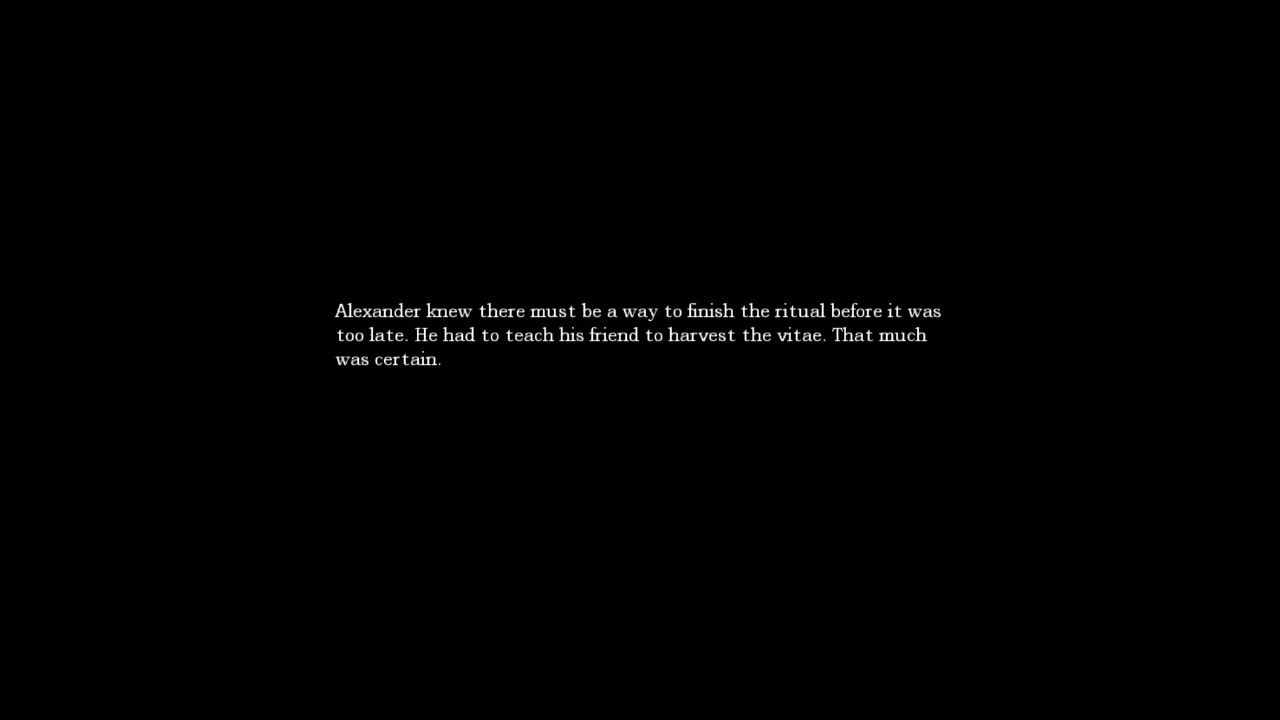 Alexander knew there must be a way to finish the ritual before it was
too late. He had to teach his friend to harvest the vitae. That much
was certain.